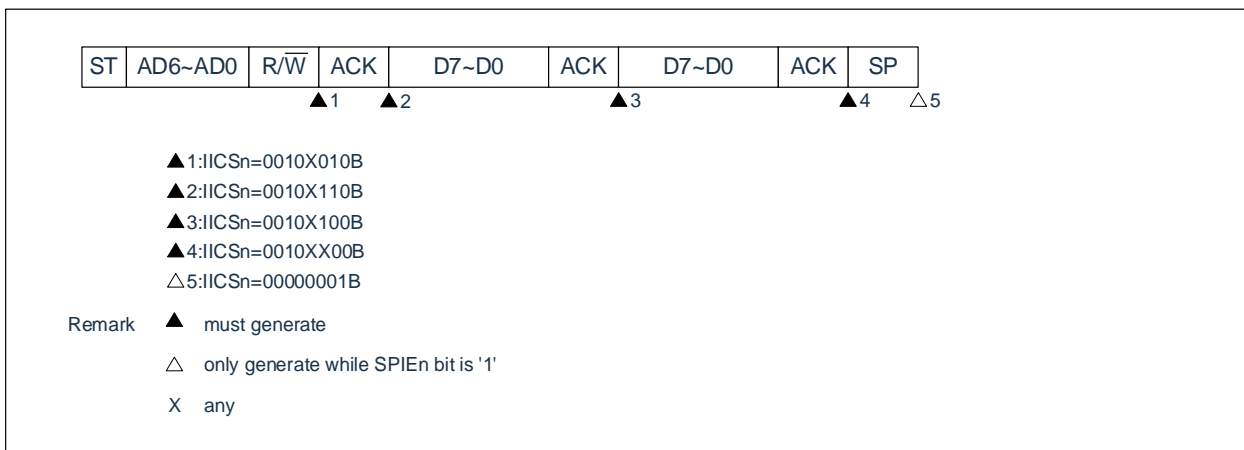 ST AD6~AD0 R/W̅ ACK D7~D0 ACK D7~D0 ACK SP
▲1 ▲2 ▲3 ▲4 △5
▲1:IICSn=0010X010B
▲2:IICSn=0010X110B
▲3:IICSn=0010X100B
▲4:IICSn=0010XX00B
△5:IICSn=00000001B
Remark ▲ must generate
△ only generate while SPIEn bit is '1'
X any